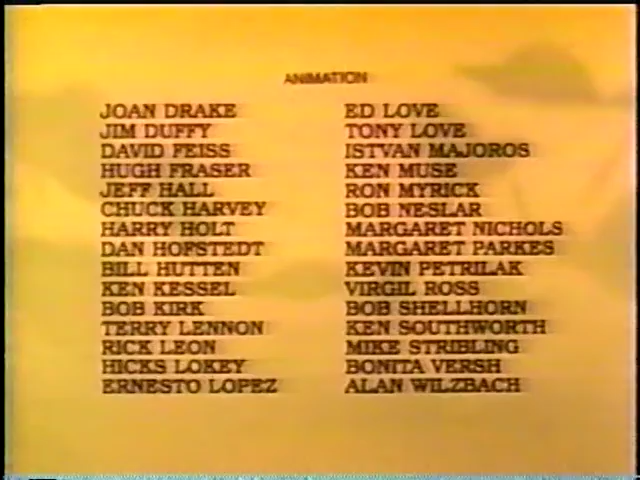 ANIMATION
JOAN DRAKE
JIM DUFFY
DAVID FEISS
HUGH FRASER
JEFF HALL
CHUCK HARVEY
HARRY HOLT
DAN HOFSTEDT
BILL HUTTEN
KEN KESSEL
BOB KIRK
TERRY LENNON
RICK LEON
HICKS LOKEY
ERNESTO LOPEZ
ED LOVE
TONY LOVE
ISTVAN MAJOROS
KEN MUSE
RON MYRICK
BOB NESLAR
MARGARET NICHOLS
MARGARET PARKES
KEVIN PETRILAK
VIRGIL ROSS
BOB SHELLHORN
KEN SOUTHWORTH
MIKE STRIBLING
BONITA VERSH
ALAN WILZBACH